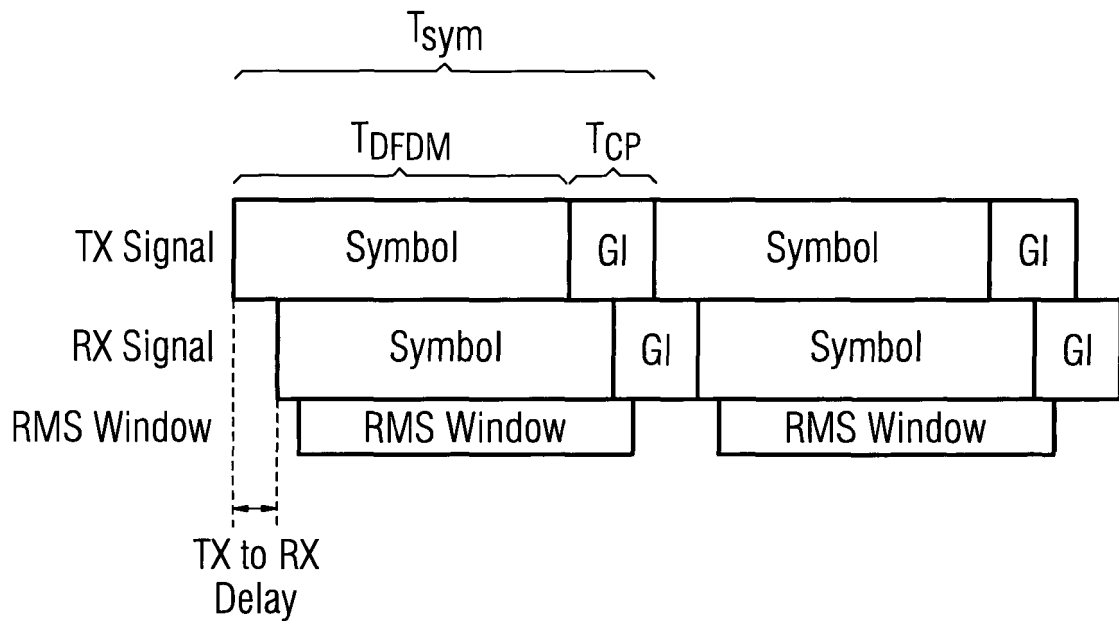 Tsym
TDFDM TCP
TX Signal Symbol GI Symbol GI
RX Signal Symbol GI Symbol GI
RMS Window RMS Window RMS Window
TX to RX
Delay